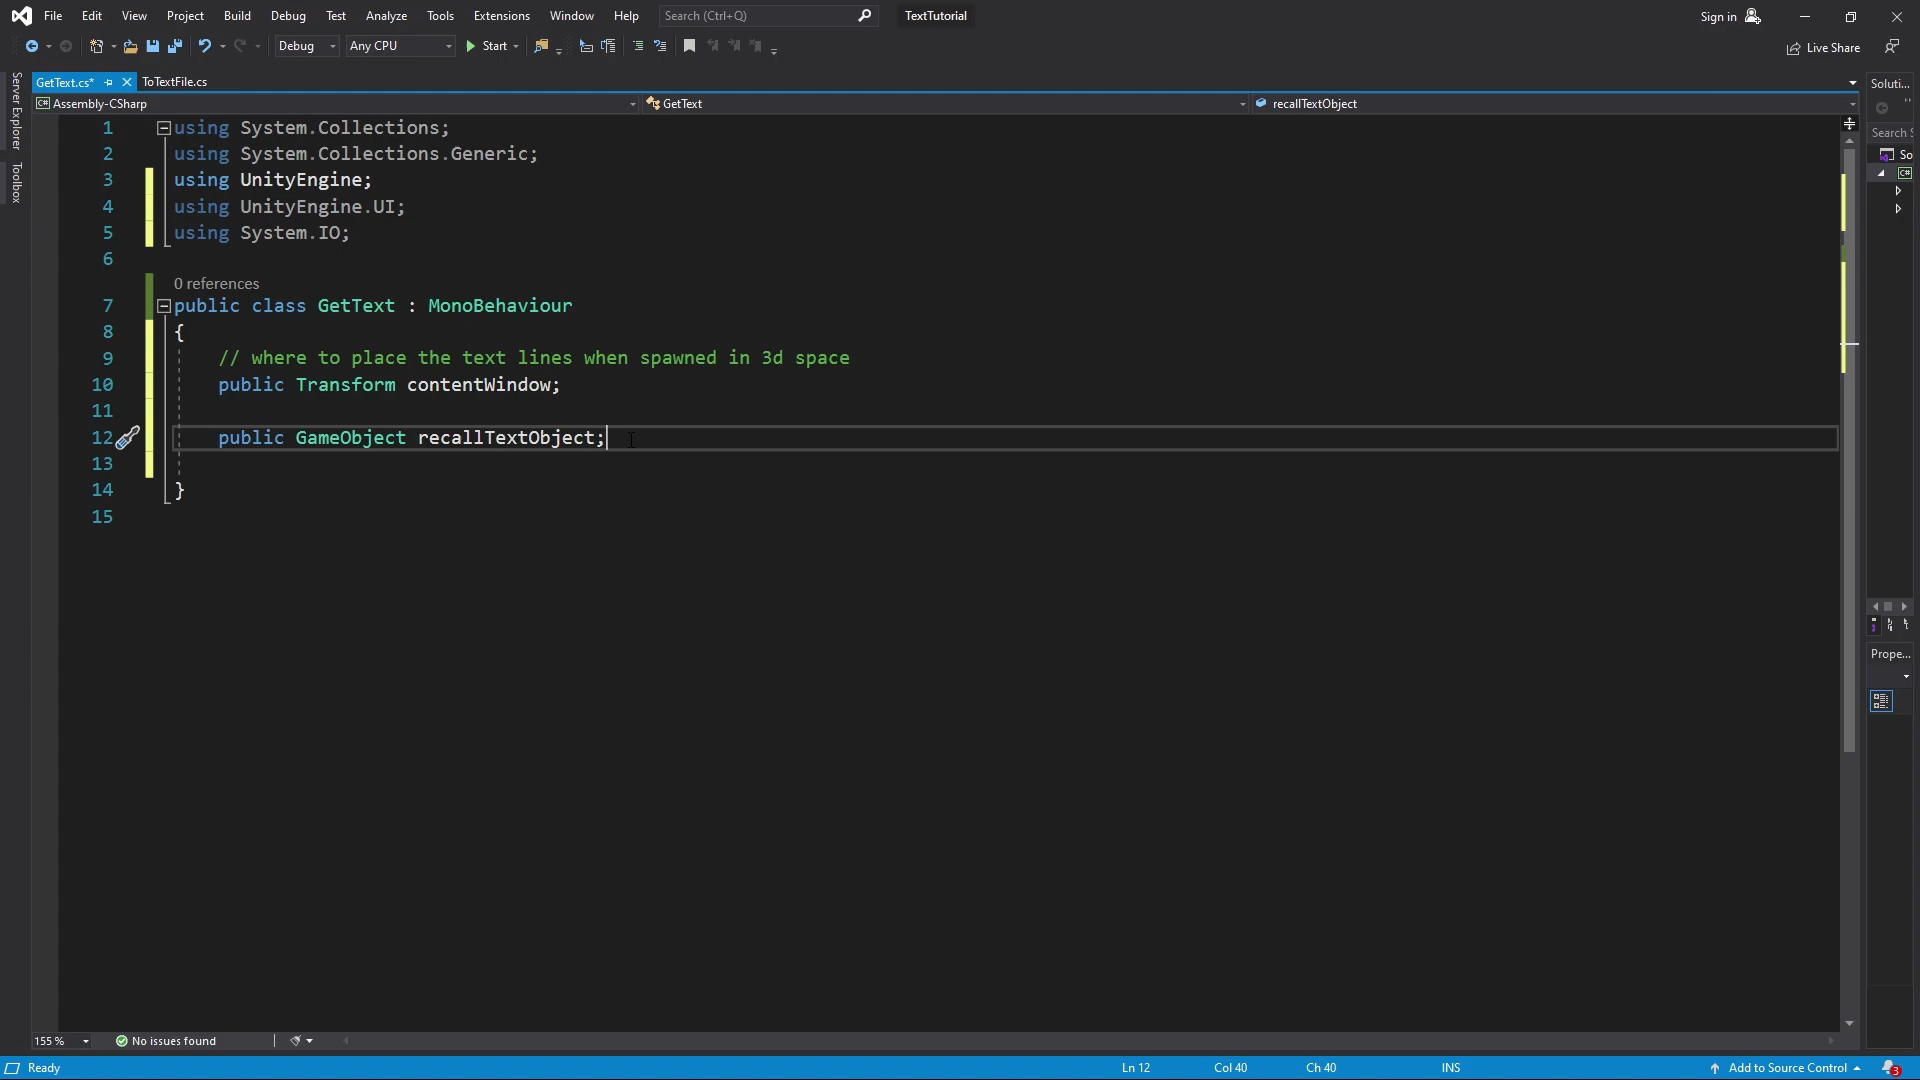 File Edit View Project Build Debug Test Analyze Tools Extensions Window Help Search (Ctrl+Q) TextTutorial Sign in
Debug Any CPU Start Live Share
Server Explorer
Toolbox
GetText.cs* ToTextFile.cs
Assembly-CSharp GetText recallTextObject
1 using System.Collections;
2 using System.Collections.Generic;
3 using UnityEngine;
4 using UnityEngine.UI;
5 using System.IO;
6
0 references
7 public class GetText : MonoBehaviour
8 {
9 // where to place the text lines when spawned in 3d space
10 public Transform contentWindow;
11
12 public GameObject recallTextObject;
13
14 }
15
Soluti...
Search S
So
C#
Prope...
155 % No issues found
Ready Ln 12 Col 40 Ch 40 INS Add to Source Control 3